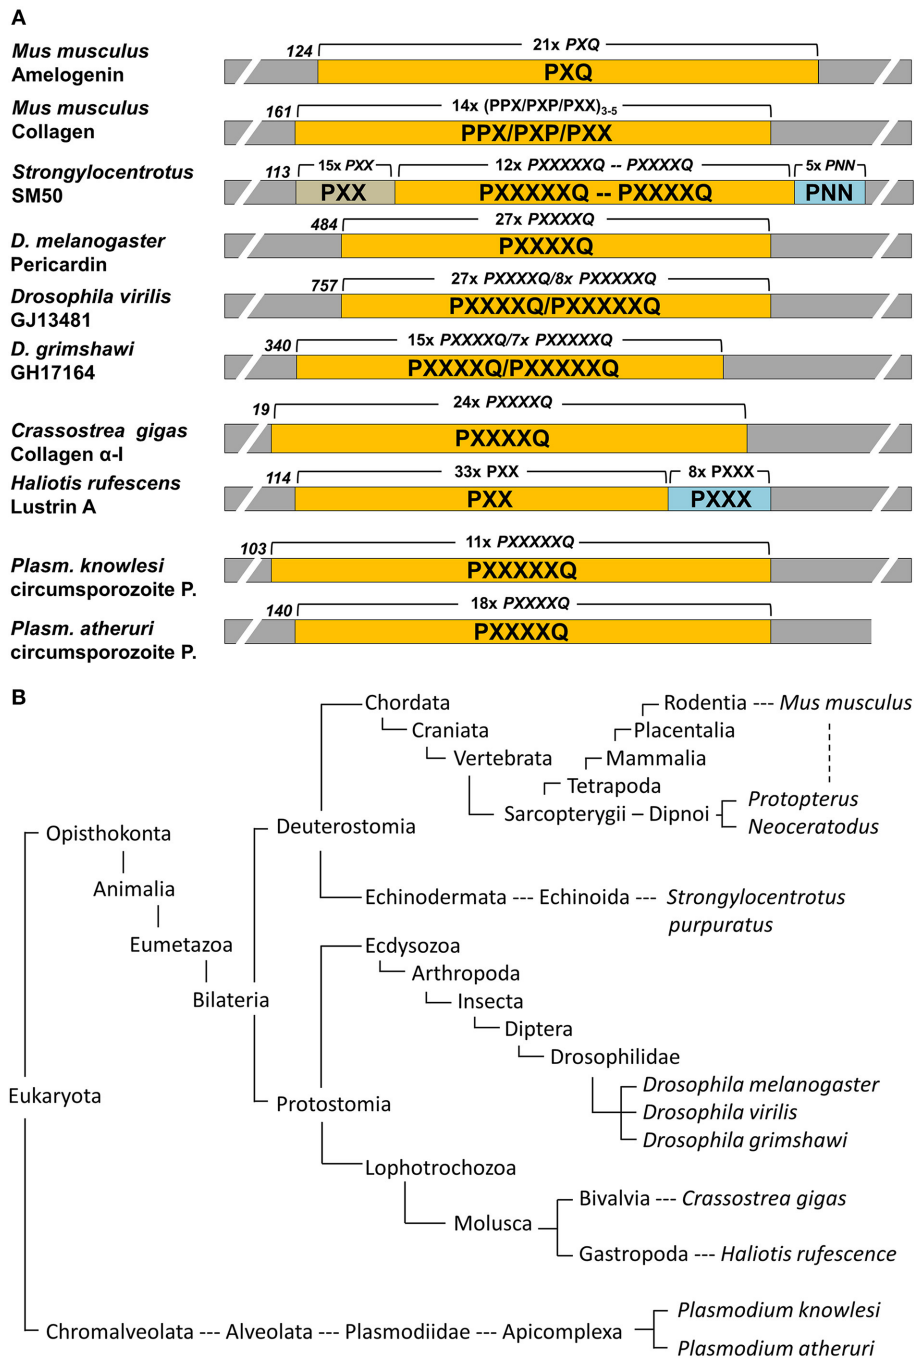 A
Mus musculus
Amelogenin
124
21x PXQ
PXQ
Mus musculus
Collagen
161
14x (PPX/PXP/PXX)3-5
PPX/PXP/PXX
Strongylocentrotus
SM50
113
15x PXX
12x PXXXXXQ -- PXXXXQ
5x PNN
PXX
PXXXXXQ -- PXXXXQ
PNN
D. melanogaster
Pericardin
484
27x PXXXXQ
PXXXXQ
Drosophila virilis
GJ13481
757
27x PXXXXQ/8x PXXXXXQ
PXXXXQ/PXXXXXQ
D. grimshawi
GH17164
340
15x PXXXXQ/7x PXXXXXQ
PXXXXQ/PXXXXXQ
Crassostrea gigas
Collagen α-I
19
24x PXXXXQ
PXXXXQ
Haliotis rufescens
Lustrin A
114
33x PXX
8x PXXX
PXX
PXXX
Plasm. knowlesi
circumsporozoite P.
103
11x PXXXXXQ
PXXXXXQ
Plasm. atheruri
circumsporozoite P.
140
18x PXXXXQ
PXXXXQ
B
Chordata
Craniata
Vertebrata
Rodentia --- Mus musculus
Placentalia
Mammalia
Tetrapoda
Sarcopterygii – Dipnoi
Protopterus
Neoceratodus
Opisthokonta
Animalia
Eumetazoa
Bilateria
Deuterostomia
Echinodermata --- Echinoida --- Strongylocentrotus
purpuratus
Ecdysozoa
Arthropoda
Insecta
Diptera
Drosophilidae
Drosophila melanogaster
Drosophila virilis
Drosophila grimshawi
Eukaryota
Protostomia
Lophotrochozoa
Molusca
Bivalvia --- Crassostrea gigas
Gastropoda --- Haliotis rufescence
Chromalveolata --- Alveolata --- Plasmodiidae --- Apicomplexa
Plasmodium knowlesi
Plasmodium atheruri